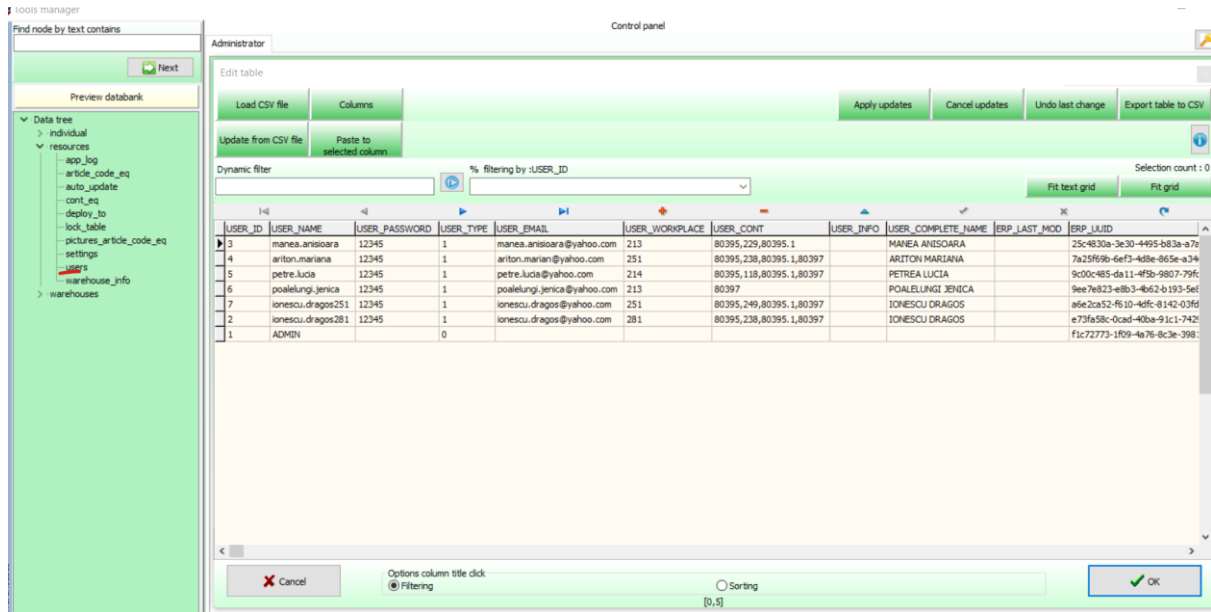 Tools manager
Find node by text contains
Next
Preview databank
Data tree
individual
resources
app_log
article_code_eq
auto_update
cont_eq
deploy_to
lock_table
pictures_article_code_eq
settings
users
warehouse_info
warehouses
Control panel
Administrator
Edit table
Load CSV file Columns Apply updates Cancel updates Undo last change Export table to CSV
Update from CSV file Paste to
selected column
Dynamic filter % filtering by :USER_ID Selection count : 0
Fit text grid Fit grid
USER_ID USER_NAME USER_PASSWORD USER_TYPE USER_EMAIL USER_WORKPLACE USER_CONT USER_INFO USER_COMPLETE_NAME ERP_LAST_MOD ERP_UUID
3 manea.anisioara 12345 1 manea.anisioara@yahoo.com 213 80395,229,80395.1 MANEA ANISOARA 25c4830a-3e30-4495-b83a-a7a
4 ariton.mariana 12345 1 ariton.marian@yahoo.com 251 80395,238,80395.1,80397 ARITON MARIANA 7a25f69b-6ef3-4d8e-865e-a34
5 petre.lucia 12345 1 petre.lucia@yahoo.com 214 80395,118,80395.1,80397 PETREA LUCIA 9c00c485-da11-4f5b-9807-79fc
6 poalelungi.jenica 12345 1 poalelungi.jenica@yahoo.com 213 80397 POALELUNGI JENICA 9ee7e823-e8b3-4b62-b193-5e8
7 ionescu.dragos251 12345 1 ionescu.dragos@yahoo.com 251 80395,249,80395.1,80397 IONESCU DRAGOS a6e2ca52-f610-4dfc-8142-03fd
2 ionescu.dragos281 12345 1 ionescu.dragos@yahoo.com 281 80395,238,80395.1,80397 IONESCU DRAGOS e73fa58c-0cad-40ba-91c1-742
1 ADMIN 0 f1c72773-1f09-4a76-8c3e-398
Cancel Options column title click OK
Filtering Sorting
[0,5]